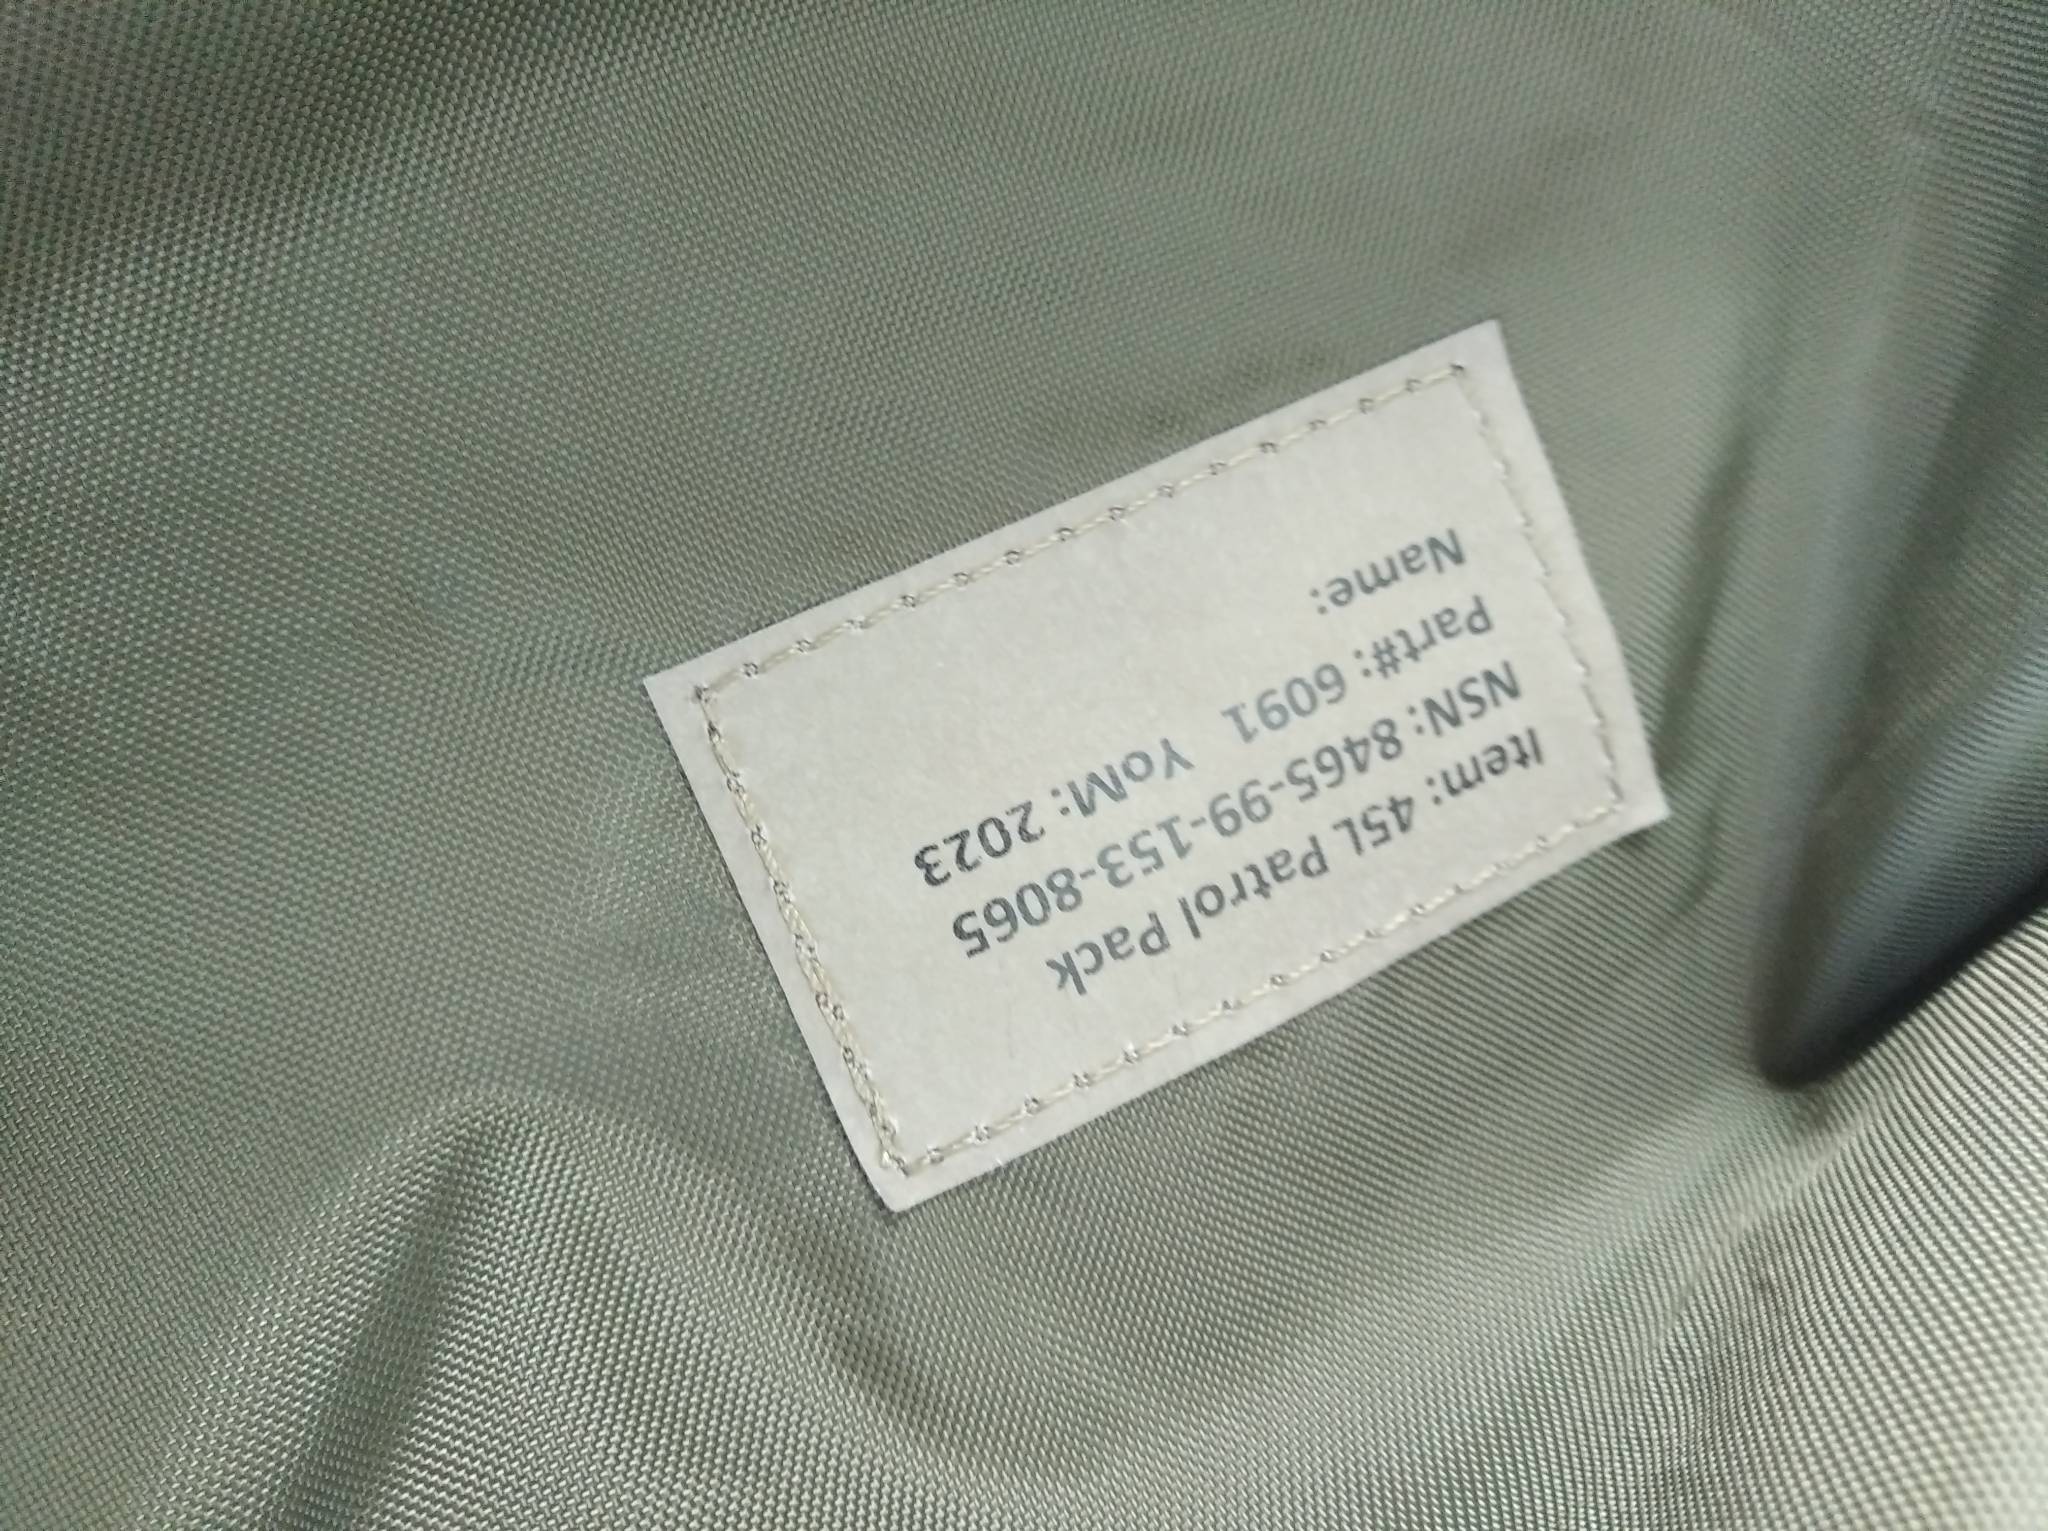 Item: 45L Patrol Pack
NSN: 8465-99-153-8065
Part#: 6091 YoM: 2023
Name: